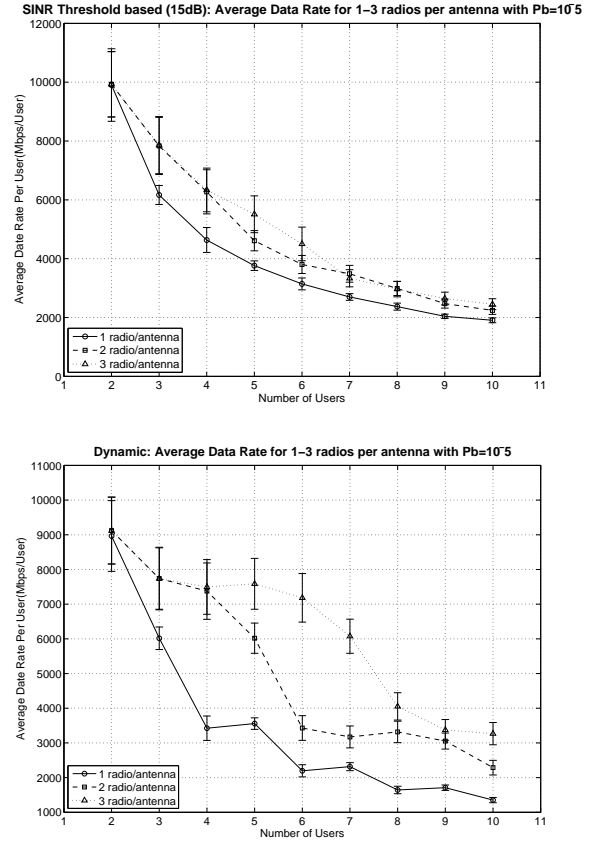 SINR Threshold based (15dB): Average Data Rate for 1−3 radios per antenna with Pb=10^-5
12000
10000
8000
6000
4000
2000
0
Average Date Rate Per User(Mbps/User)
1 radio/antenna
2 radio/antenna
3 radio/antenna
1 2 3 4 5 6 7 8 9 10 11
Number of Users
Dynamic: Average Data Rate for 1−3 radios per antenna with Pb=10^-5
11000
10000
9000
8000
7000
6000
5000
4000
3000
2000
1000
Average Date Rate Per User(Mbps/User)
1 radio/antenna
2 radio/antenna
3 radio/antenna
1 2 3 4 5 6 7 8 9 10 11
Number of Users